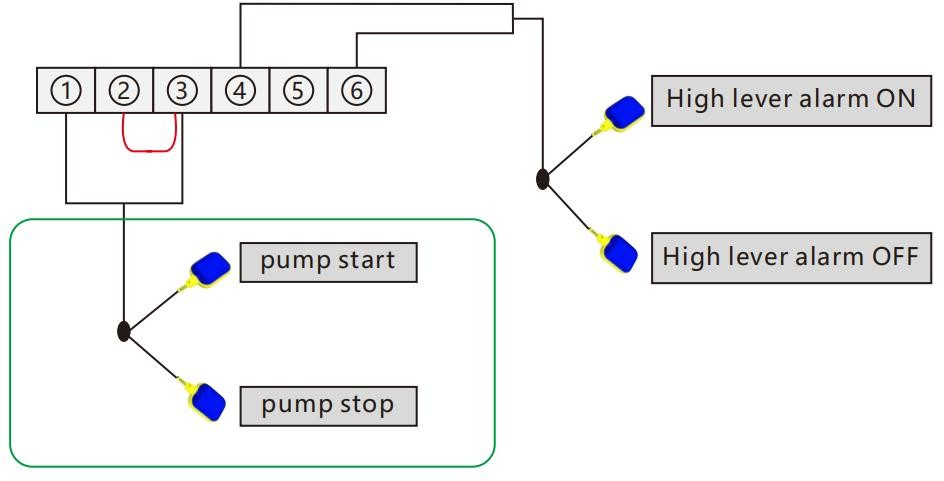 ① ② ③ ④ ⑤ ⑥
High lever alarm ON
High lever alarm OFF
pump start
pump stop